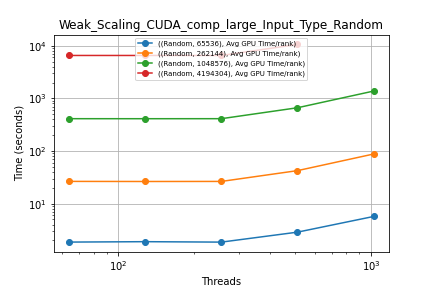 Weak_Scaling_CUDA_comp_large_Input_Type_Random
((Random, 65536), Avg GPU Time/rank)
((Random, 262144), Avg GPU Time/rank)
((Random, 1048576), Avg GPU Time/rank)
((Random, 4194304), Avg GPU Time/rank)
Time (seconds)
10⁴
10³
10²
10¹
10² 10³
Threads